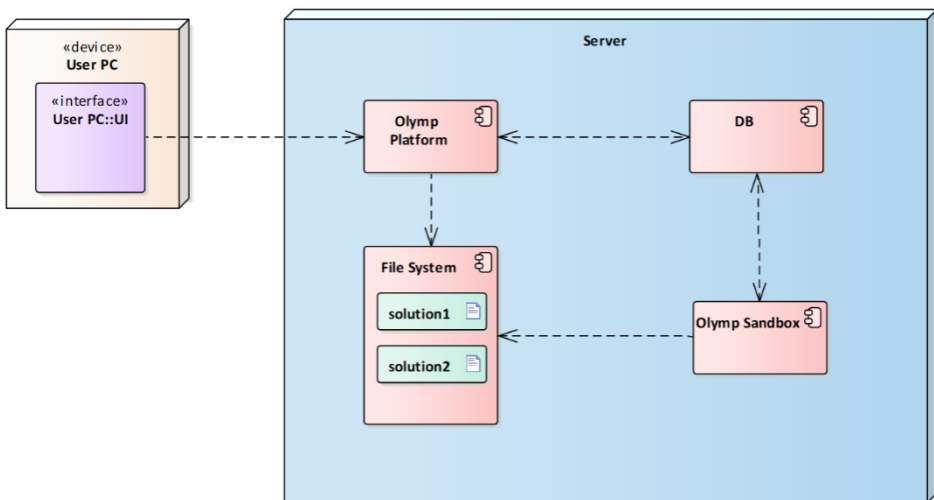 «device»
User PC
«interface»
User PC::UI
Server
Olymp
Platform
DB
File System
solution1
solution2
Olymp Sandbox